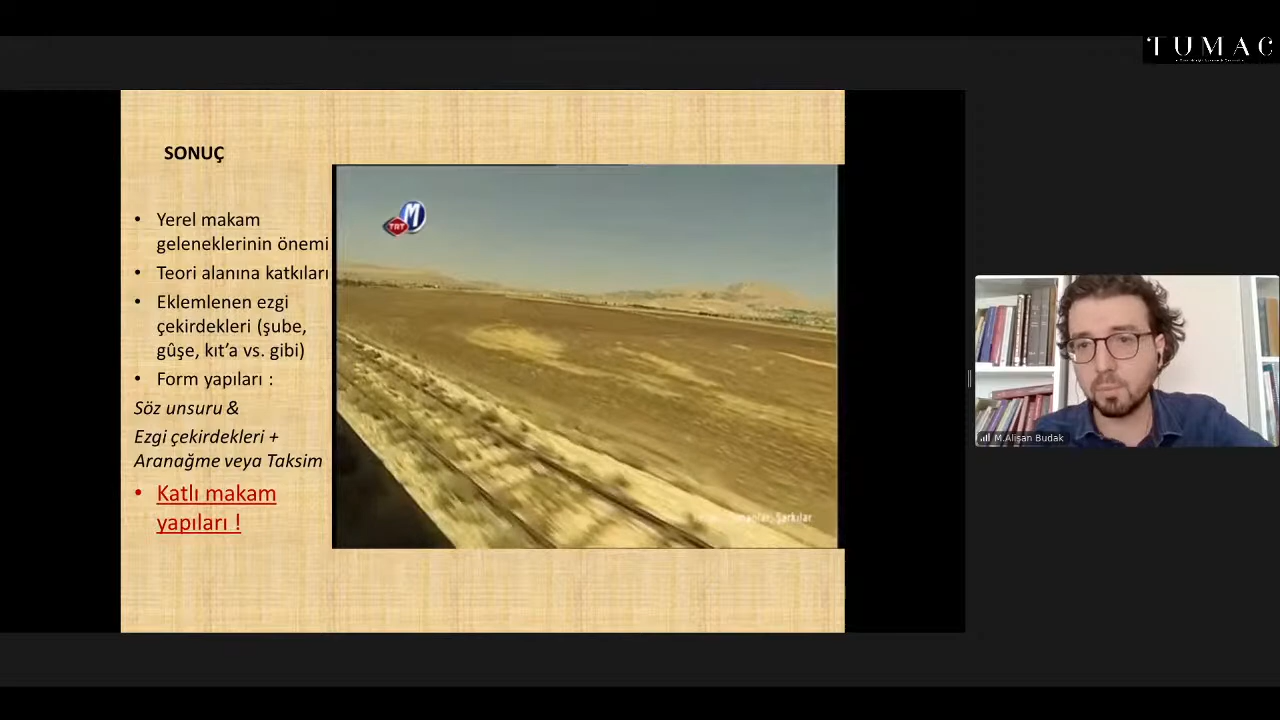 TUMAC
SONUÇ
• Yerel makam
geleneklerinin önemi
• Teori alanına katkıları
• Eklemlenen ezgi
çekirdekleri (şube,
gûşe, kıt’a vs. gibi)
• Form yapıları :
Söz unsuru &
Ezgi çekirdekleri +
Aranağme veya Taksim
• Katlı makam
yapıları !
M
TRT
Şarkılar
M.Alişan Budak